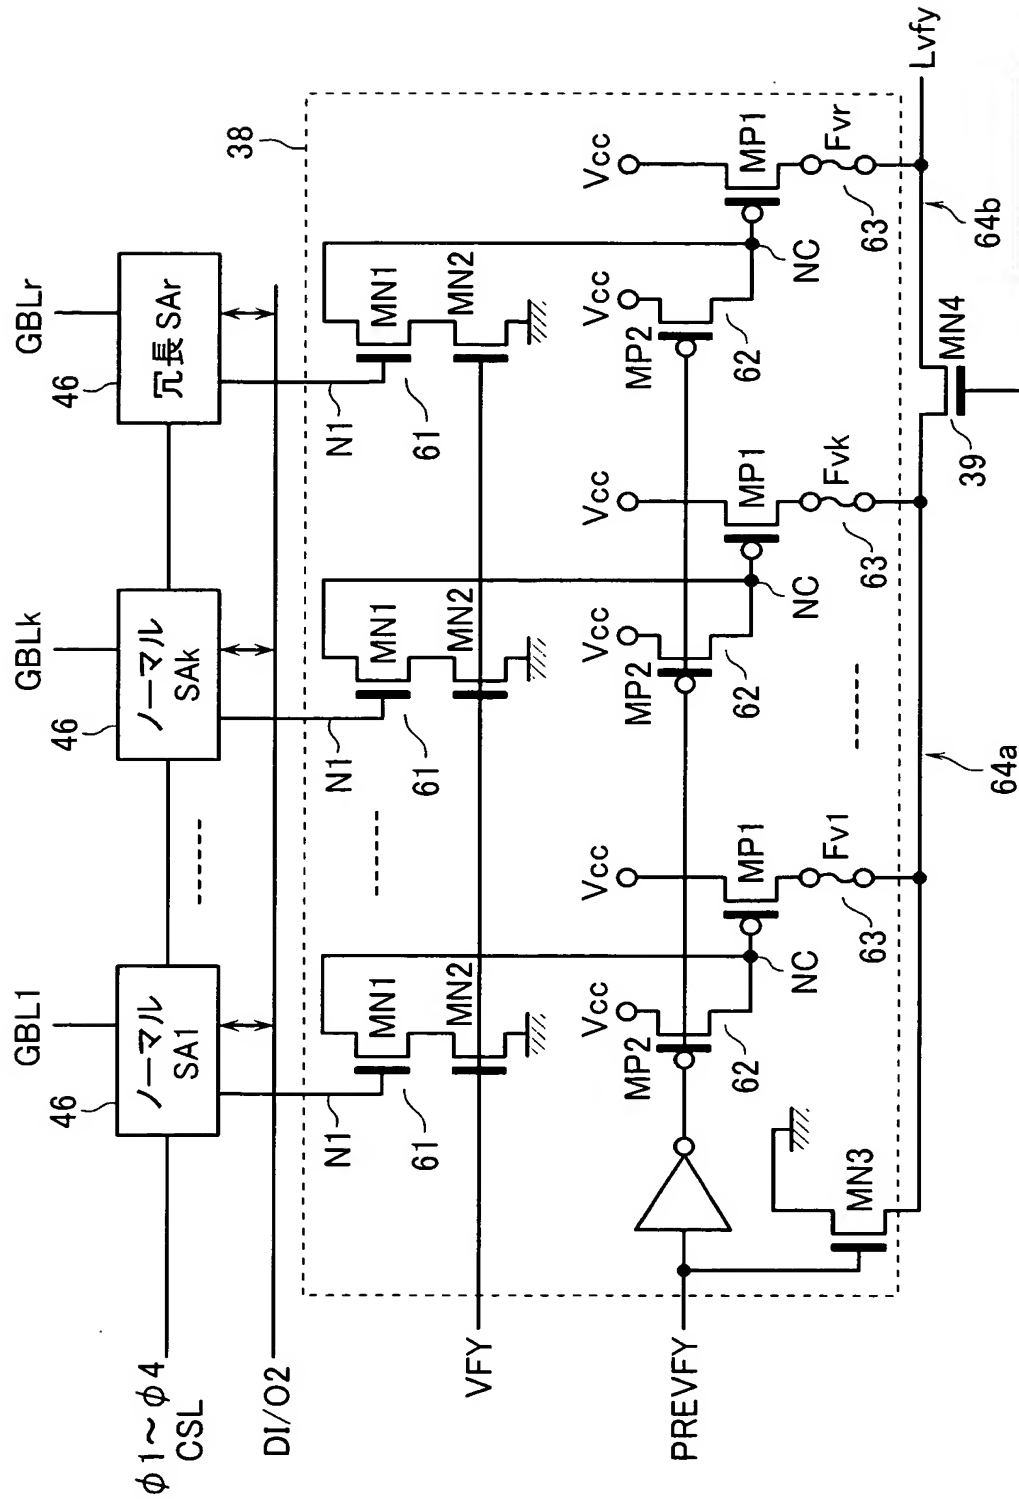 GBL1
GBLk
GBLr
46
46
46
ノーマル
SA1
ノーマル
SAk
冗長 SAr
φ1～φ4
CSL
DI/O2
38
N1
N1
N1
61
61
61
MN1
MN1
MN1
MN2
MN2
MN2
VFY
Vcc
Vcc
Vcc
Vcc
Vcc
Vcc
MP2
MP2
MP2
62
62
62
PREVFY
MP1
MP1
MP1
NC
NC
NC
MN3
Fv1
Fvk
Fvr
63
63
63
64a
64b
39
MN4
Lvfy